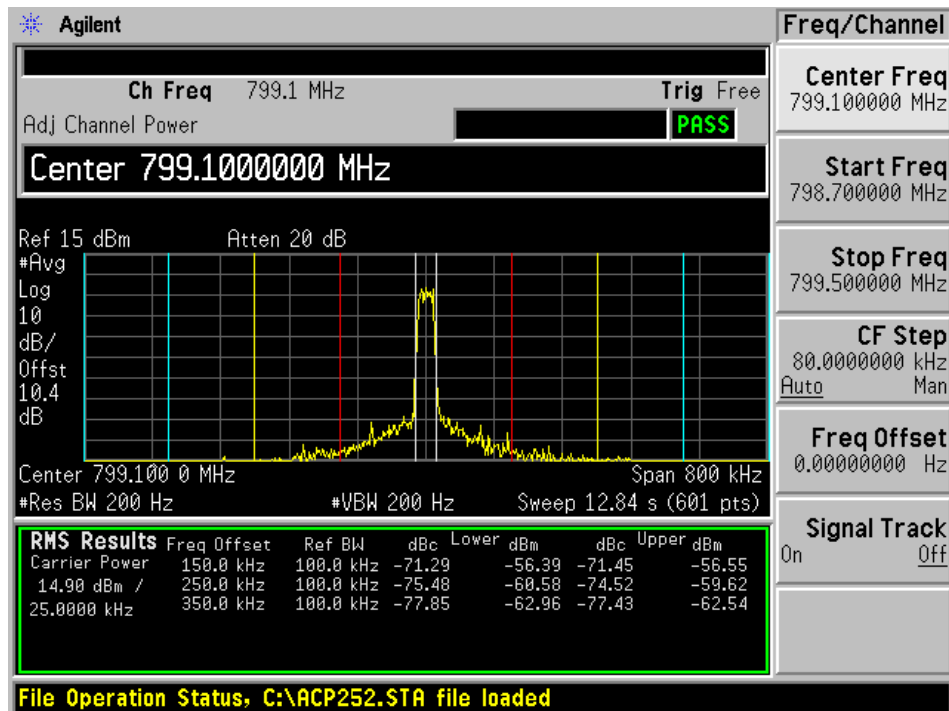 Agilent
Ch Freq 799.1 MHz Trig Free
Adj Channel Power PASS
Center 799.1000000 MHz
Ref 15 dBm Atten 20 dB
#Avg
Log
10
dB/
Offst
10.4
dB
Center 799.100 0 MHz Span 800 kHz
#Res BW 200 Hz #VBW 200 Hz Sweep 12.84 s (601 pts)
RMS Results Freq Offset Ref BW dBc Lower dBm dBc Upper dBm
Carrier Power 150.0 kHz 100.0 kHz -71.29 -56.39 -71.45 -56.55
14.90 dBm / 250.0 kHz 100.0 kHz -75.48 -60.58 -74.52 -59.62
25.0000 kHz 350.0 kHz 100.0 kHz -77.85 -62.96 -77.43 -62.54
File Operation Status, C:\ACP252.STA file loaded
Freq/Channel
Center Freq
799.100000 MHz
Start Freq
798.700000 MHz
Stop Freq
799.500000 MHz
CF Step
80.0000000 kHz
Auto Man
Freq Offset
0.00000000 Hz
Signal Track
On Off